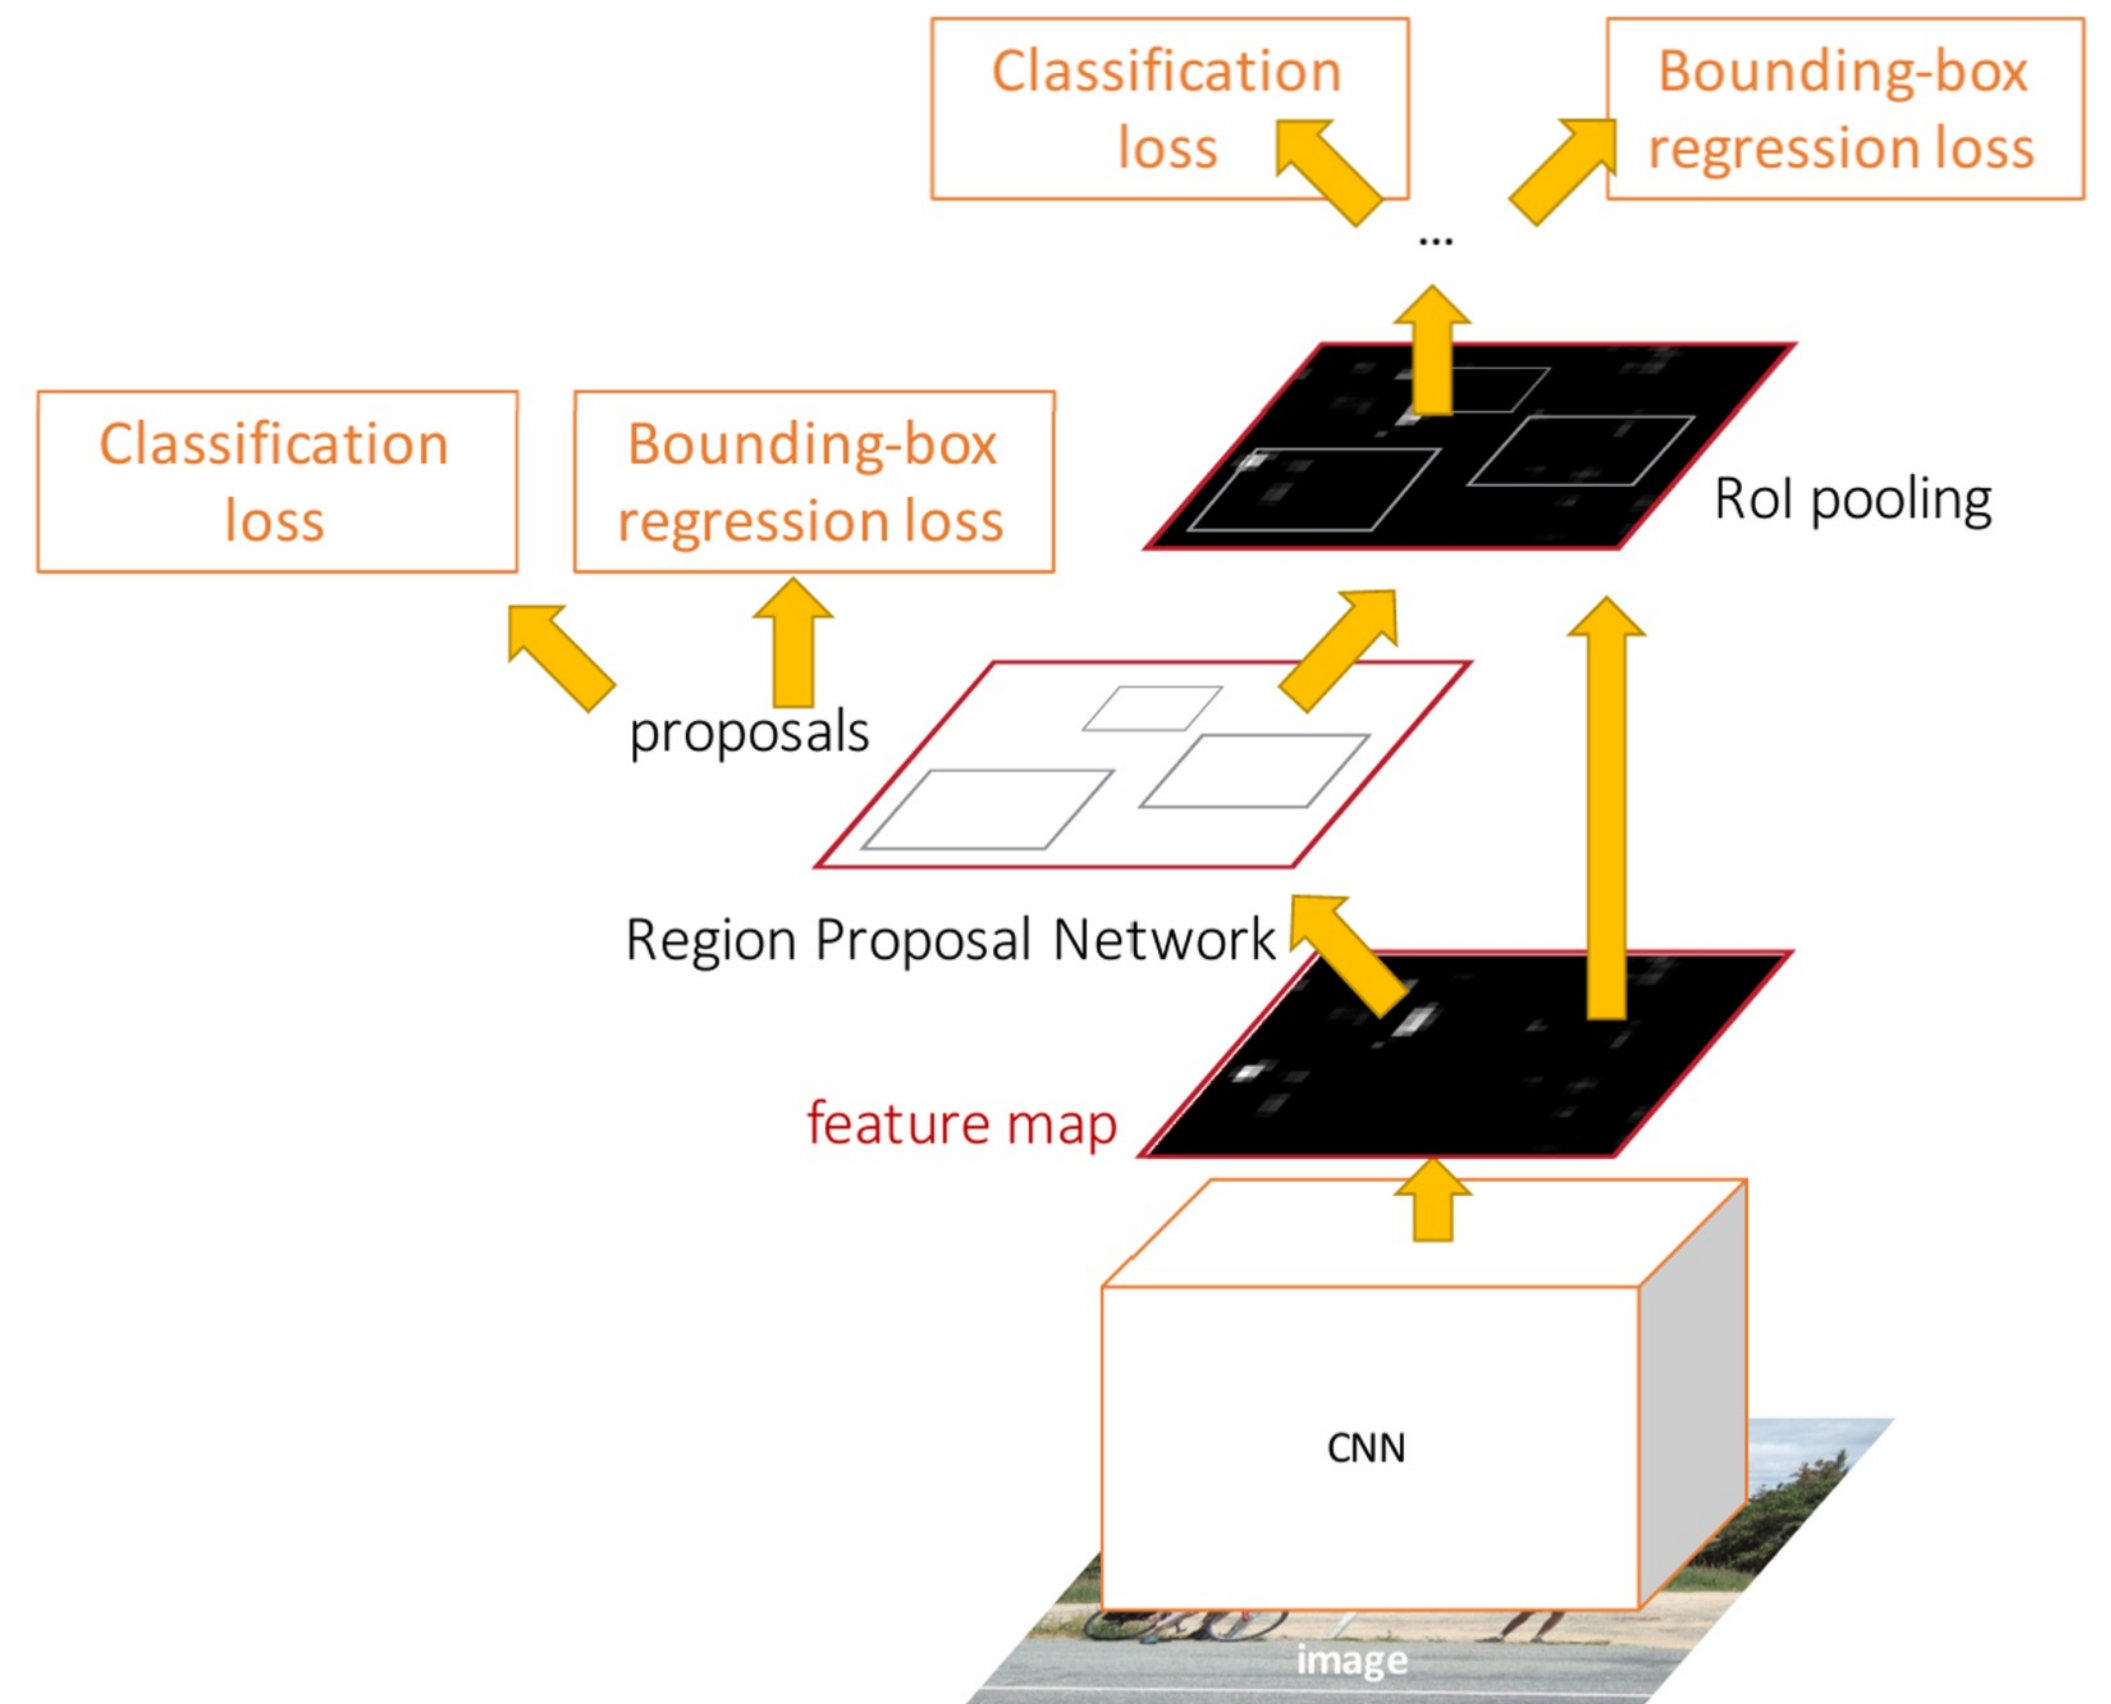 Classification
loss
Bounding-box
regression loss
...
Classification
loss
Bounding-box
regression loss
RoI pooling
proposals
Region Proposal Network
feature map
CNN
image